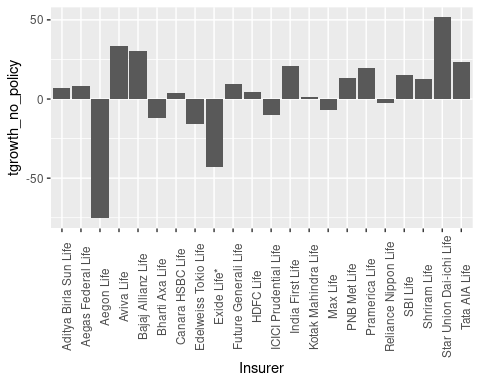 50
0
-50
tgrowth_no_policy
Aditya Birla Sun Life
Aegas Federal Life
Aegon Life
Aviva Life
Bajaj Allianz Life
Bharti Axa Life
Canara HSBC Life
Edelweiss Tokio Life
Exide Life*
Future Generali Life
HDFC Life
ICICI Prudential Life
India First Life
Kotak Mahindra Life
Max Life
PNB Met Life
Pramerica Life
Reliance Nippon Life
SBI Life
Shriram Life
Star Union Dai-ichi Life
Tata AIA Life
Insurer